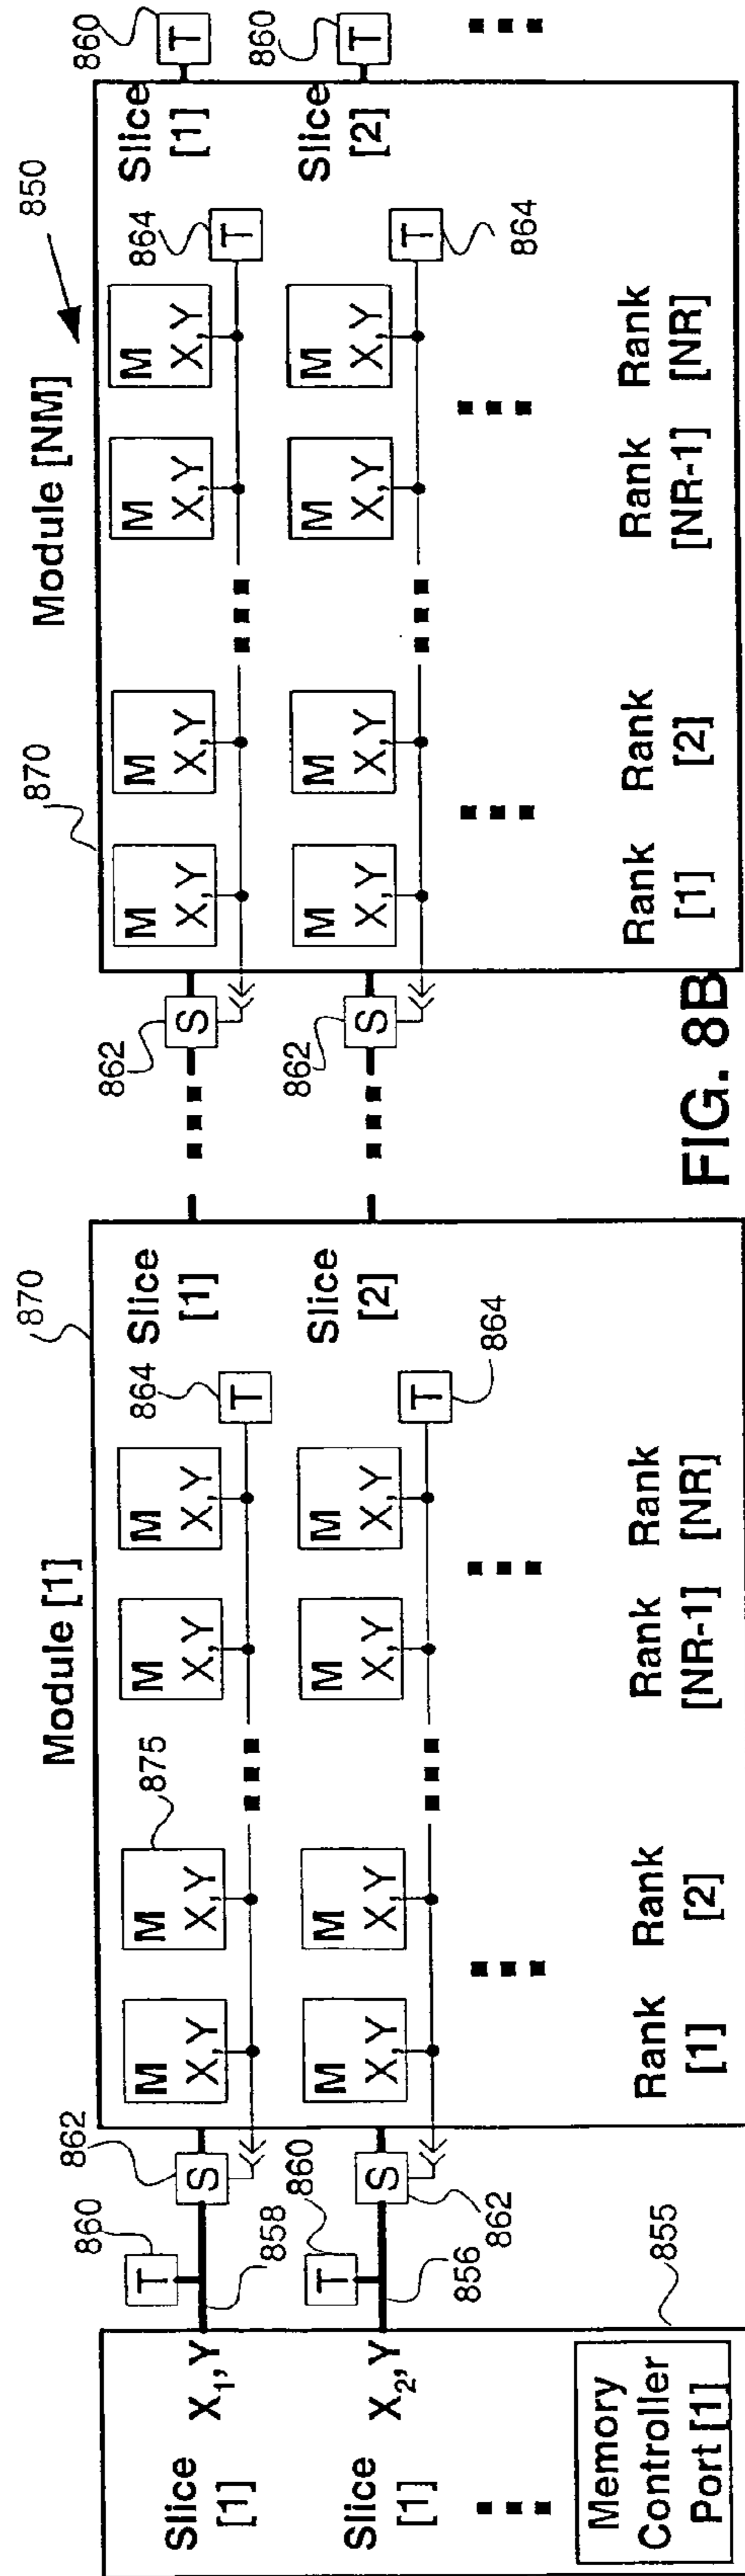 850
Module [1]
Module [NM]
870
870
860
T
862
S
858
M
X,Y
M
X,Y
875
M
X,Y
M
X,Y
864
T
Slice
[1]
862
S
M
X,Y
M
X,Y
M
X,Y
M
X,Y
864
T
Slice
[1]
860
T
Slice
[1]
X1, Y
860
T
862
S
856
M
X,Y
M
X,Y
M
X,Y
M
X,Y
864
T
Slice
[2]
862
S
M
X,Y
M
X,Y
M
X,Y
M
X,Y
864
T
Slice
[2]
860
T
Slice
[1]
X2, Y
855
Memory
Controller
Port [1]
Rank
[1]
Rank
[2]
Rank
[NR-1]
Rank
[NR]
Rank
[1]
Rank
[2]
Rank
[NR-1]
Rank
[NR]
FIG. 8B